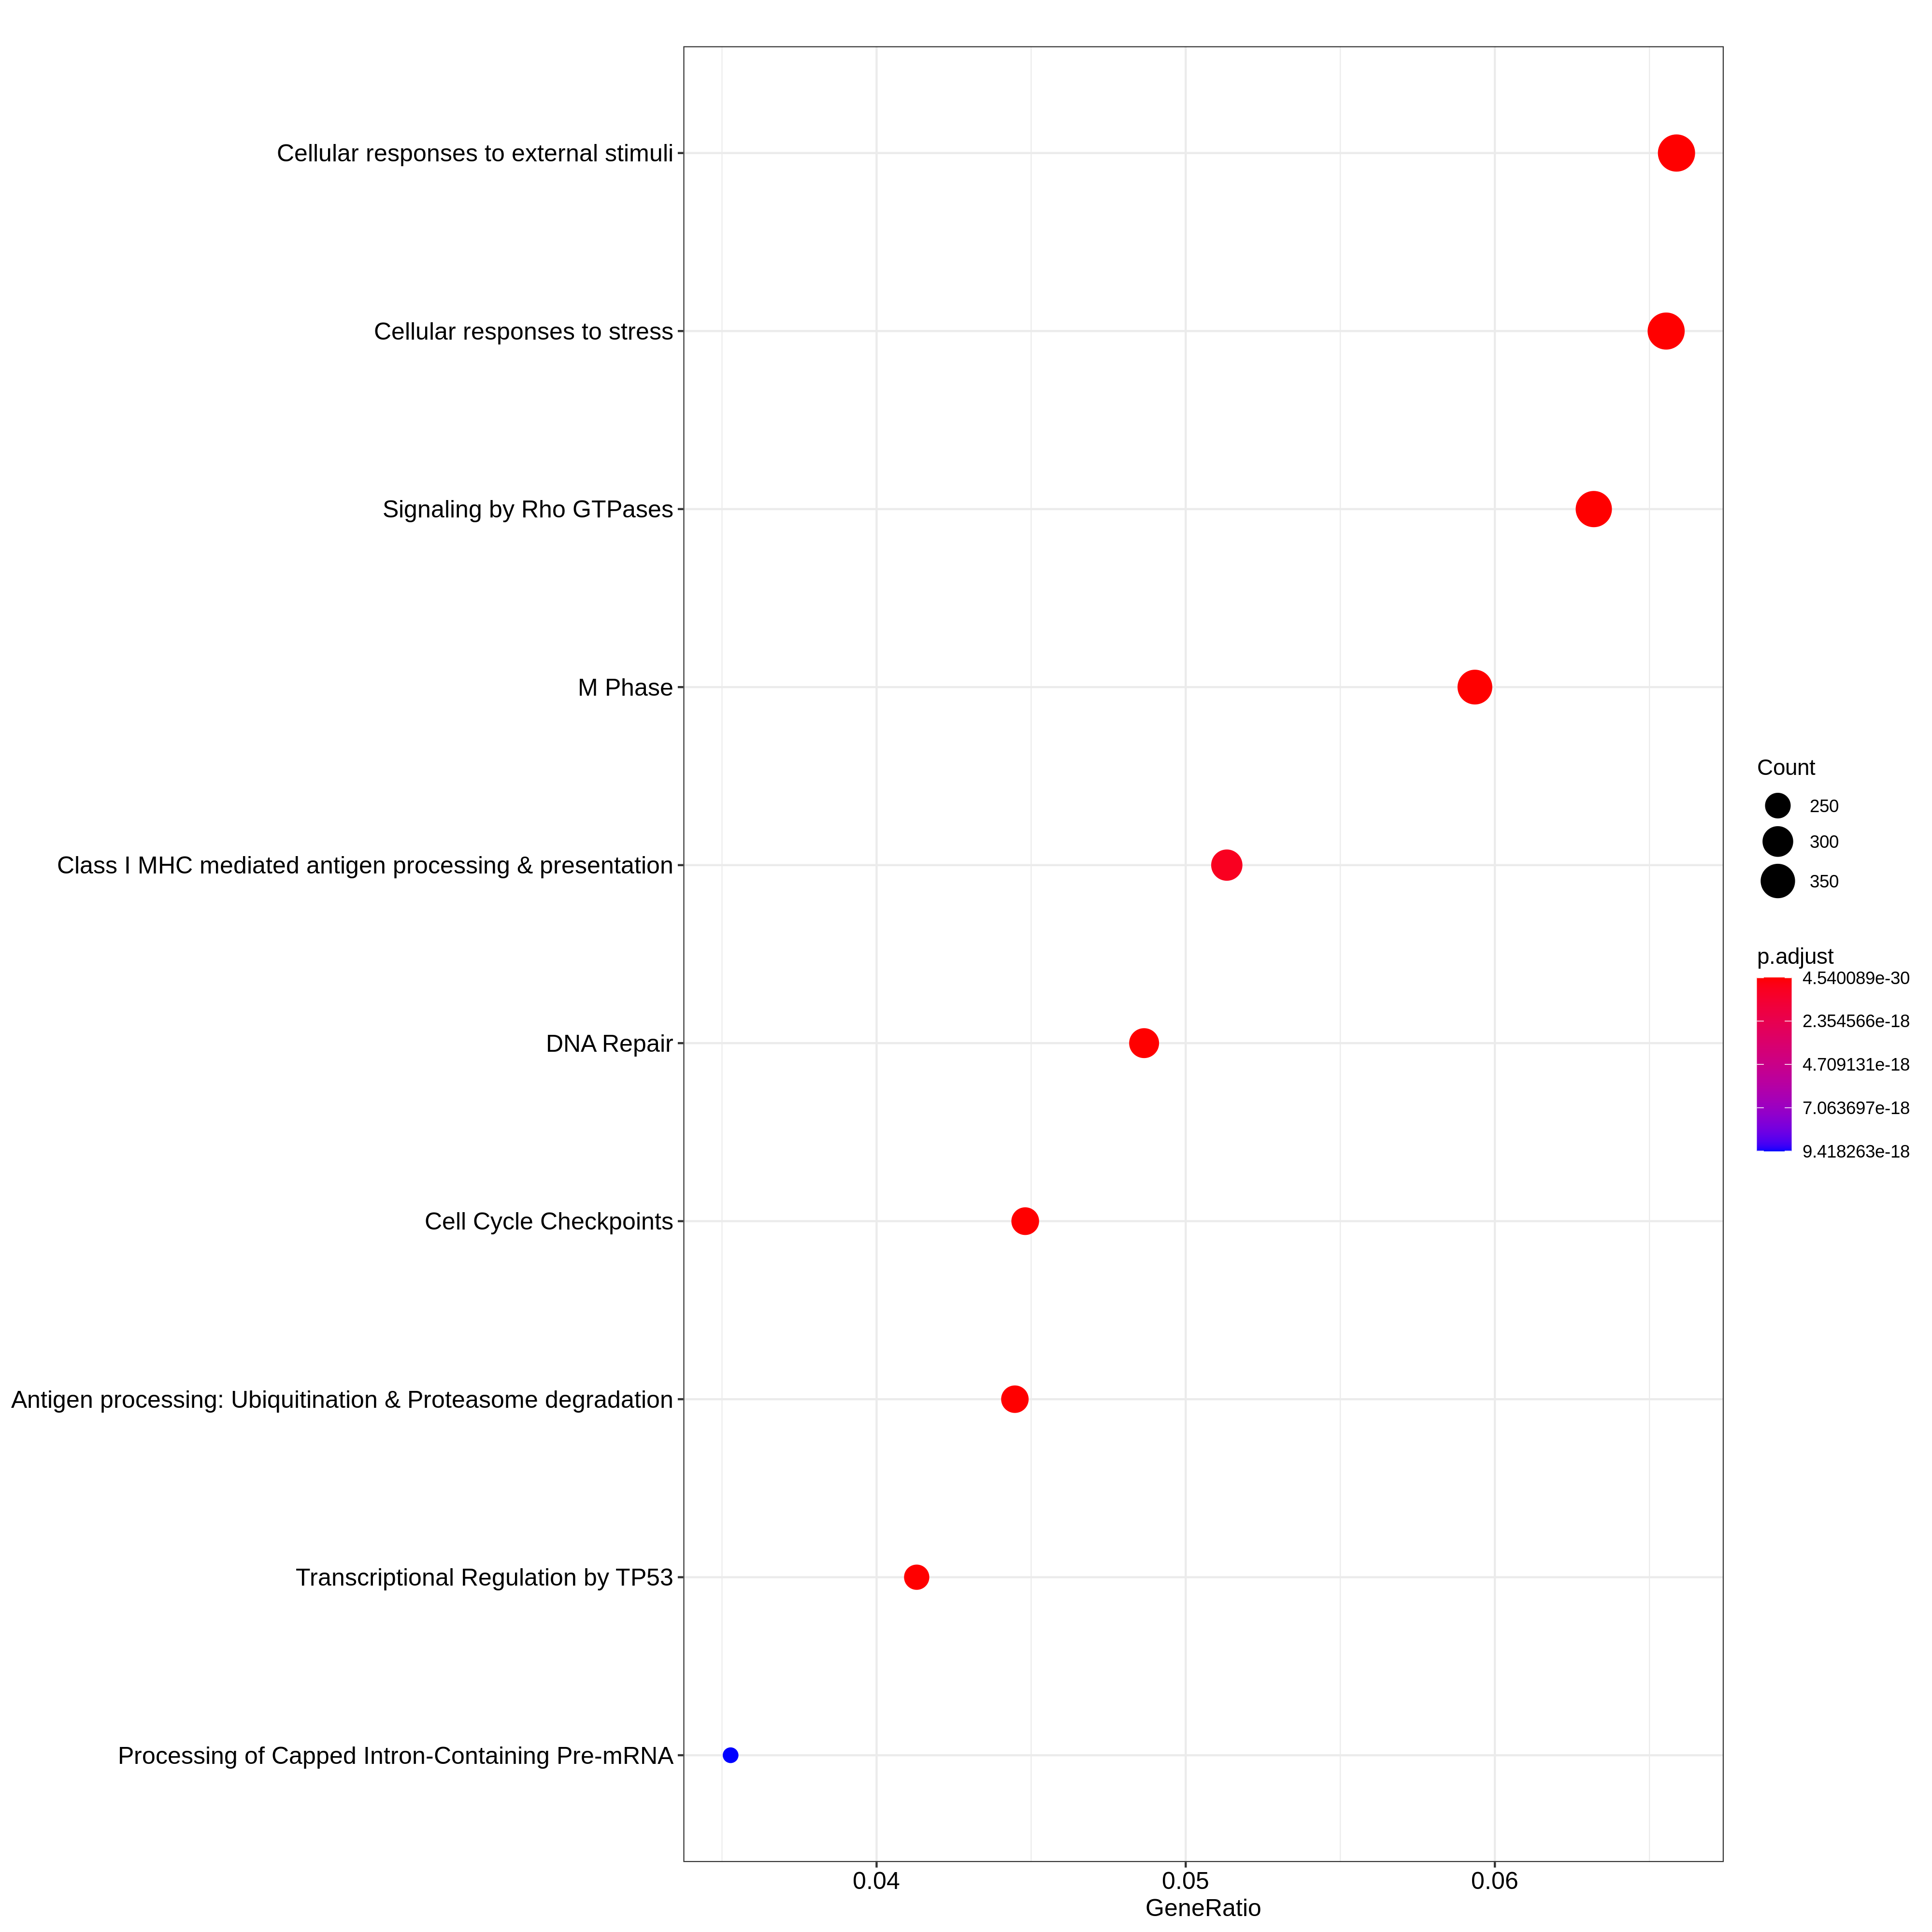 Cellular responses to external stimuli
Cellular responses to stress
Signaling by Rho GTPases
M Phase
Class I MHC mediated antigen processing & presentation
DNA Repair
Cell Cycle Checkpoints
Antigen processing: Ubiquitination & Proteasome degradation
Transcriptional Regulation by TP53
Processing of Capped Intron-Containing Pre-mRNA
0.04
0.05
0.06
GeneRatio
Count
250
300
350
p.adjust
4.540089e-30
2.354566e-18
4.709131e-18
7.063697e-18
9.418263e-18